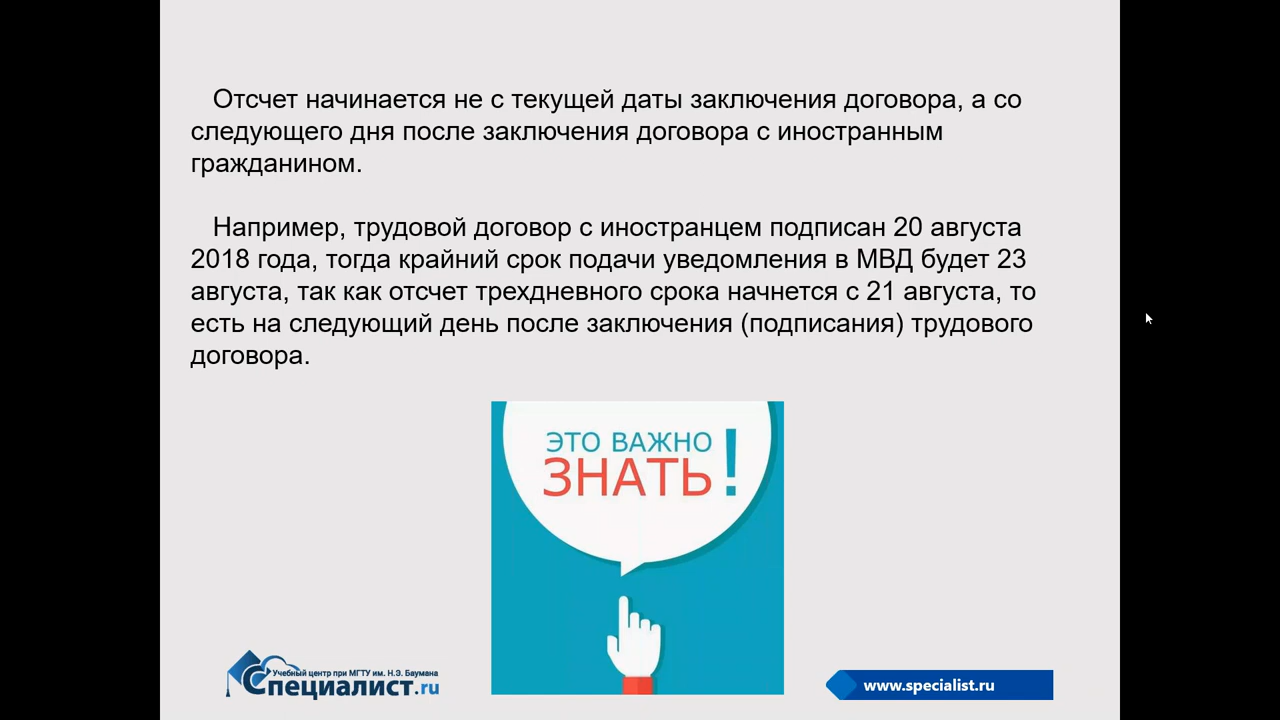 Отсчет начинается не с текущей даты заключения договора, а со
следующего дня после заключения договора с иностранным
гражданином.
Например, трудовой договор с иностранцем подписан 20 августа
2018 года, тогда крайний срок подачи уведомления в МВД будет 23
августа, так как отсчет трехдневного срока начнется с 21 августа, то
есть на следующий день после заключения (подписания) трудового
договора.
ЭТО ВАЖНО
ЗНАТЬ!
Учебный центр при МГТУ им. Н.Э. Баумана
Специалист.ru
www.specialist.ru